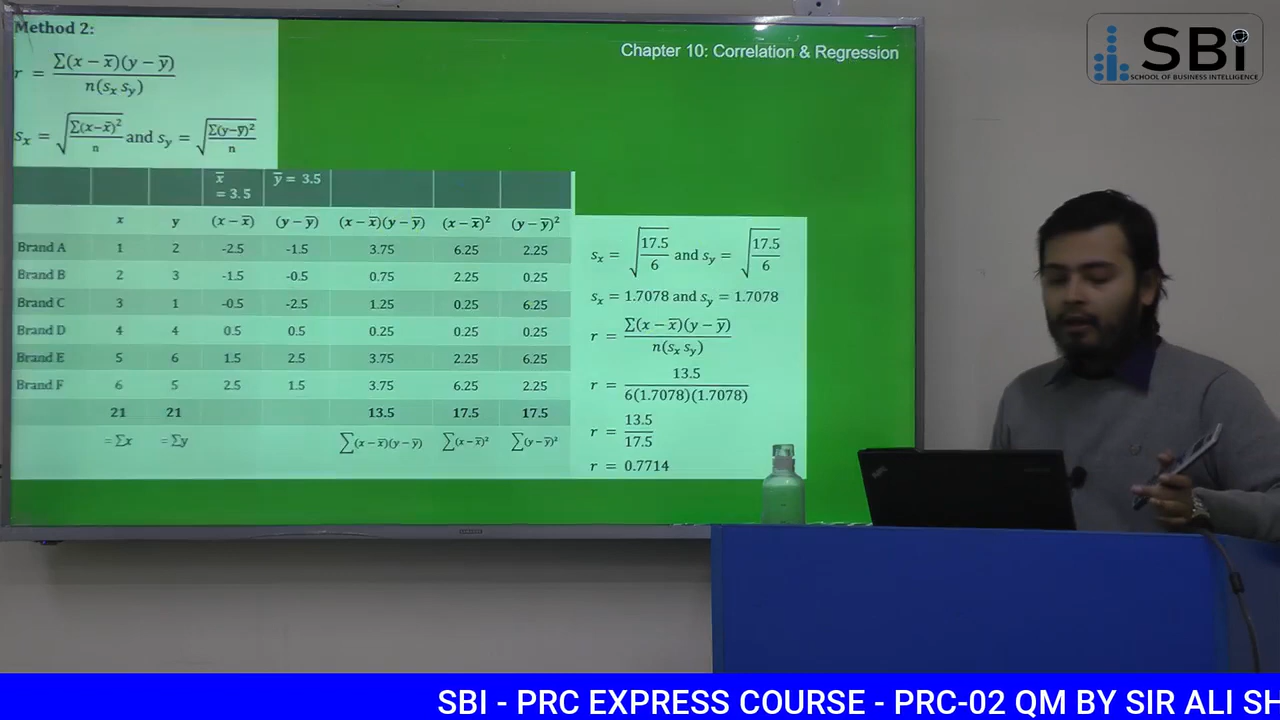 Method 2:
Chapter 10: Correlation & Regression
SBi
SCHOOL OF BUSINESS INTELLIGENCE
r = Σ(x − x̅)(y − y̅) / n(sₓ sᵧ)
sₓ = √(Σ(x−x̅)² / n) and sᵧ = √(Σ(y−y̅)² / n)
x̅ = 3.5 y̅ = 3.5
x y (x − x̅) (y − y̅) (x − x̅)(y − y̅) (x − x̅)² (y − y̅)²
Brand A 1 2 -2.5 -1.5 3.75 6.25 2.25
Brand B 2 3 -1.5 -0.5 0.75 2.25 0.25
Brand C 3 1 -0.5 -2.5 1.25 0.25 6.25
Brand D 4 4 0.5 0.5 0.25 0.25 0.25
Brand E 5 6 1.5 2.5 3.75 2.25 6.25
Brand F 6 5 2.5 1.5 3.75 6.25 2.25
21 21 13.5 17.5 17.5
= Σx = Σy Σ(x − x̅)(y − y̅) Σ(x − x̅)² Σ(y − y̅)²
sₓ = √(17.5 / 6) and sᵧ = √(17.5 / 6)
sₓ = 1.7078 and sᵧ = 1.7078
r = Σ(x − x̅)(y − y̅) / n(sₓ sᵧ)
r = 13.5 / 6(1.7078)(1.7078)
r = 13.5 / 17.5
r = 0.7714
SBI - PRC EXPRESS COURSE - PRC-02 QM BY SIR ALI SH